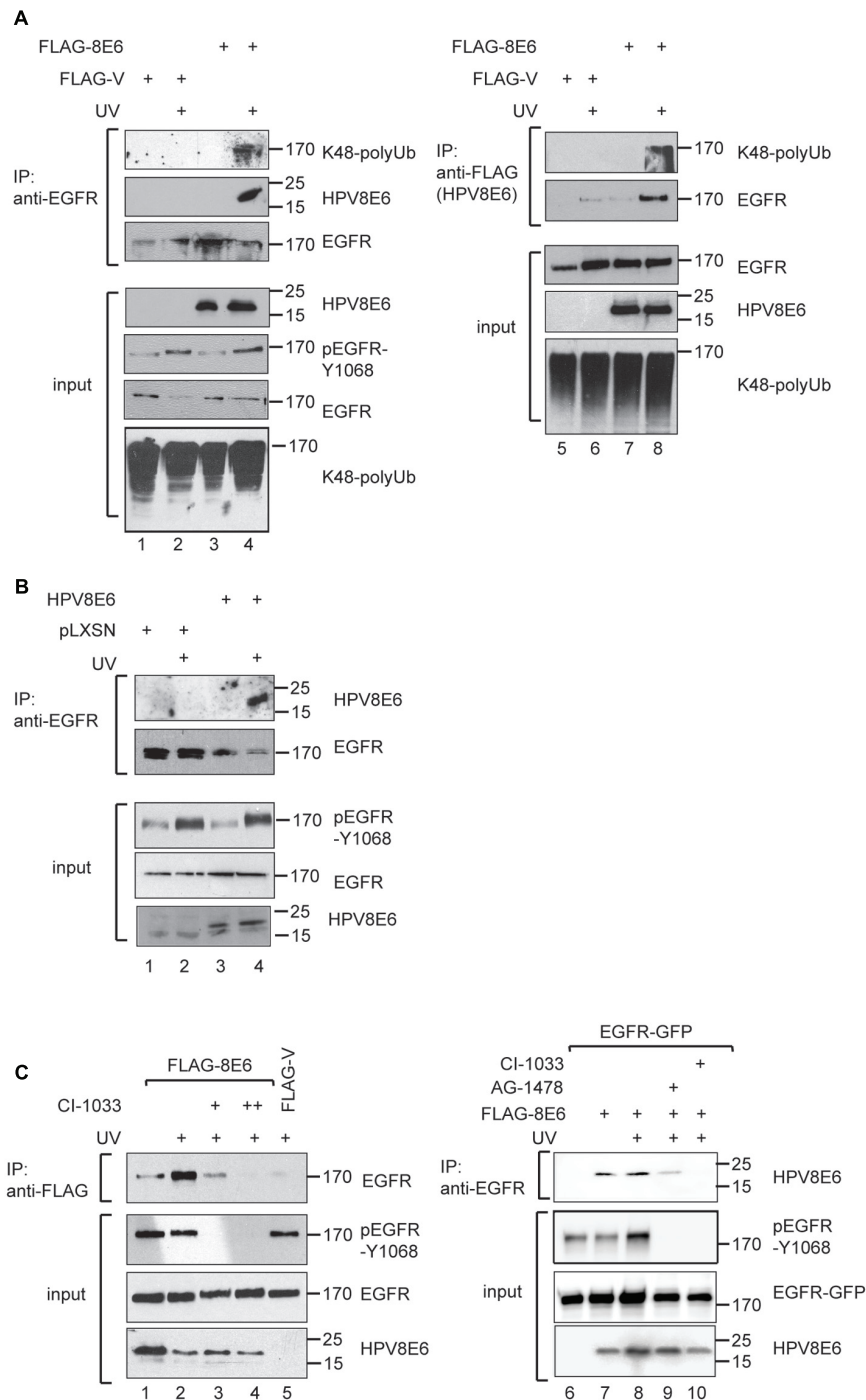 A
FLAG-8E6 + +
FLAG-V + +
UV + +
IP:
anti-EGFR
170 K48-polyUb
25
15
HPV8E6
170 EGFR
input
25
15
HPV8E6
170 pEGFR-
Y1068
170 EGFR
170
K48-polyUb
1 2 3 4
FLAG-8E6 + +
FLAG-V + +
UV + +
IP:
anti-FLAG
(HPV8E6)
170 K48-polyUb
170 EGFR
input
170 EGFR
25
15
HPV8E6
170
K48-polyUb
5 6 7 8
B
HPV8E6 + +
pLXSN + +
UV + +
IP:
anti-EGFR
25
15
HPV8E6
170 EGFR
input
170 pEGFR
-Y1068
170 EGFR
25
15
HPV8E6
1 2 3 4
C
FLAG-8E6
FLAG-V
CI-1033 + ++
UV + + + +
IP:
anti-FLAG
170 EGFR
input
170 pEGFR
-Y1068
170 EGFR
25
15
HPV8E6
1 2 3 4 5
EGFR-GFP
CI-1033 +
AG-1478 +
FLAG-8E6 + + + +
UV + + +
IP:
anti-EGFR
25
15
HPV8E6
input
170
pEGFR
-Y1068
170
EGFR-GFP
25
15
HPV8E6
6 7 8 9 10